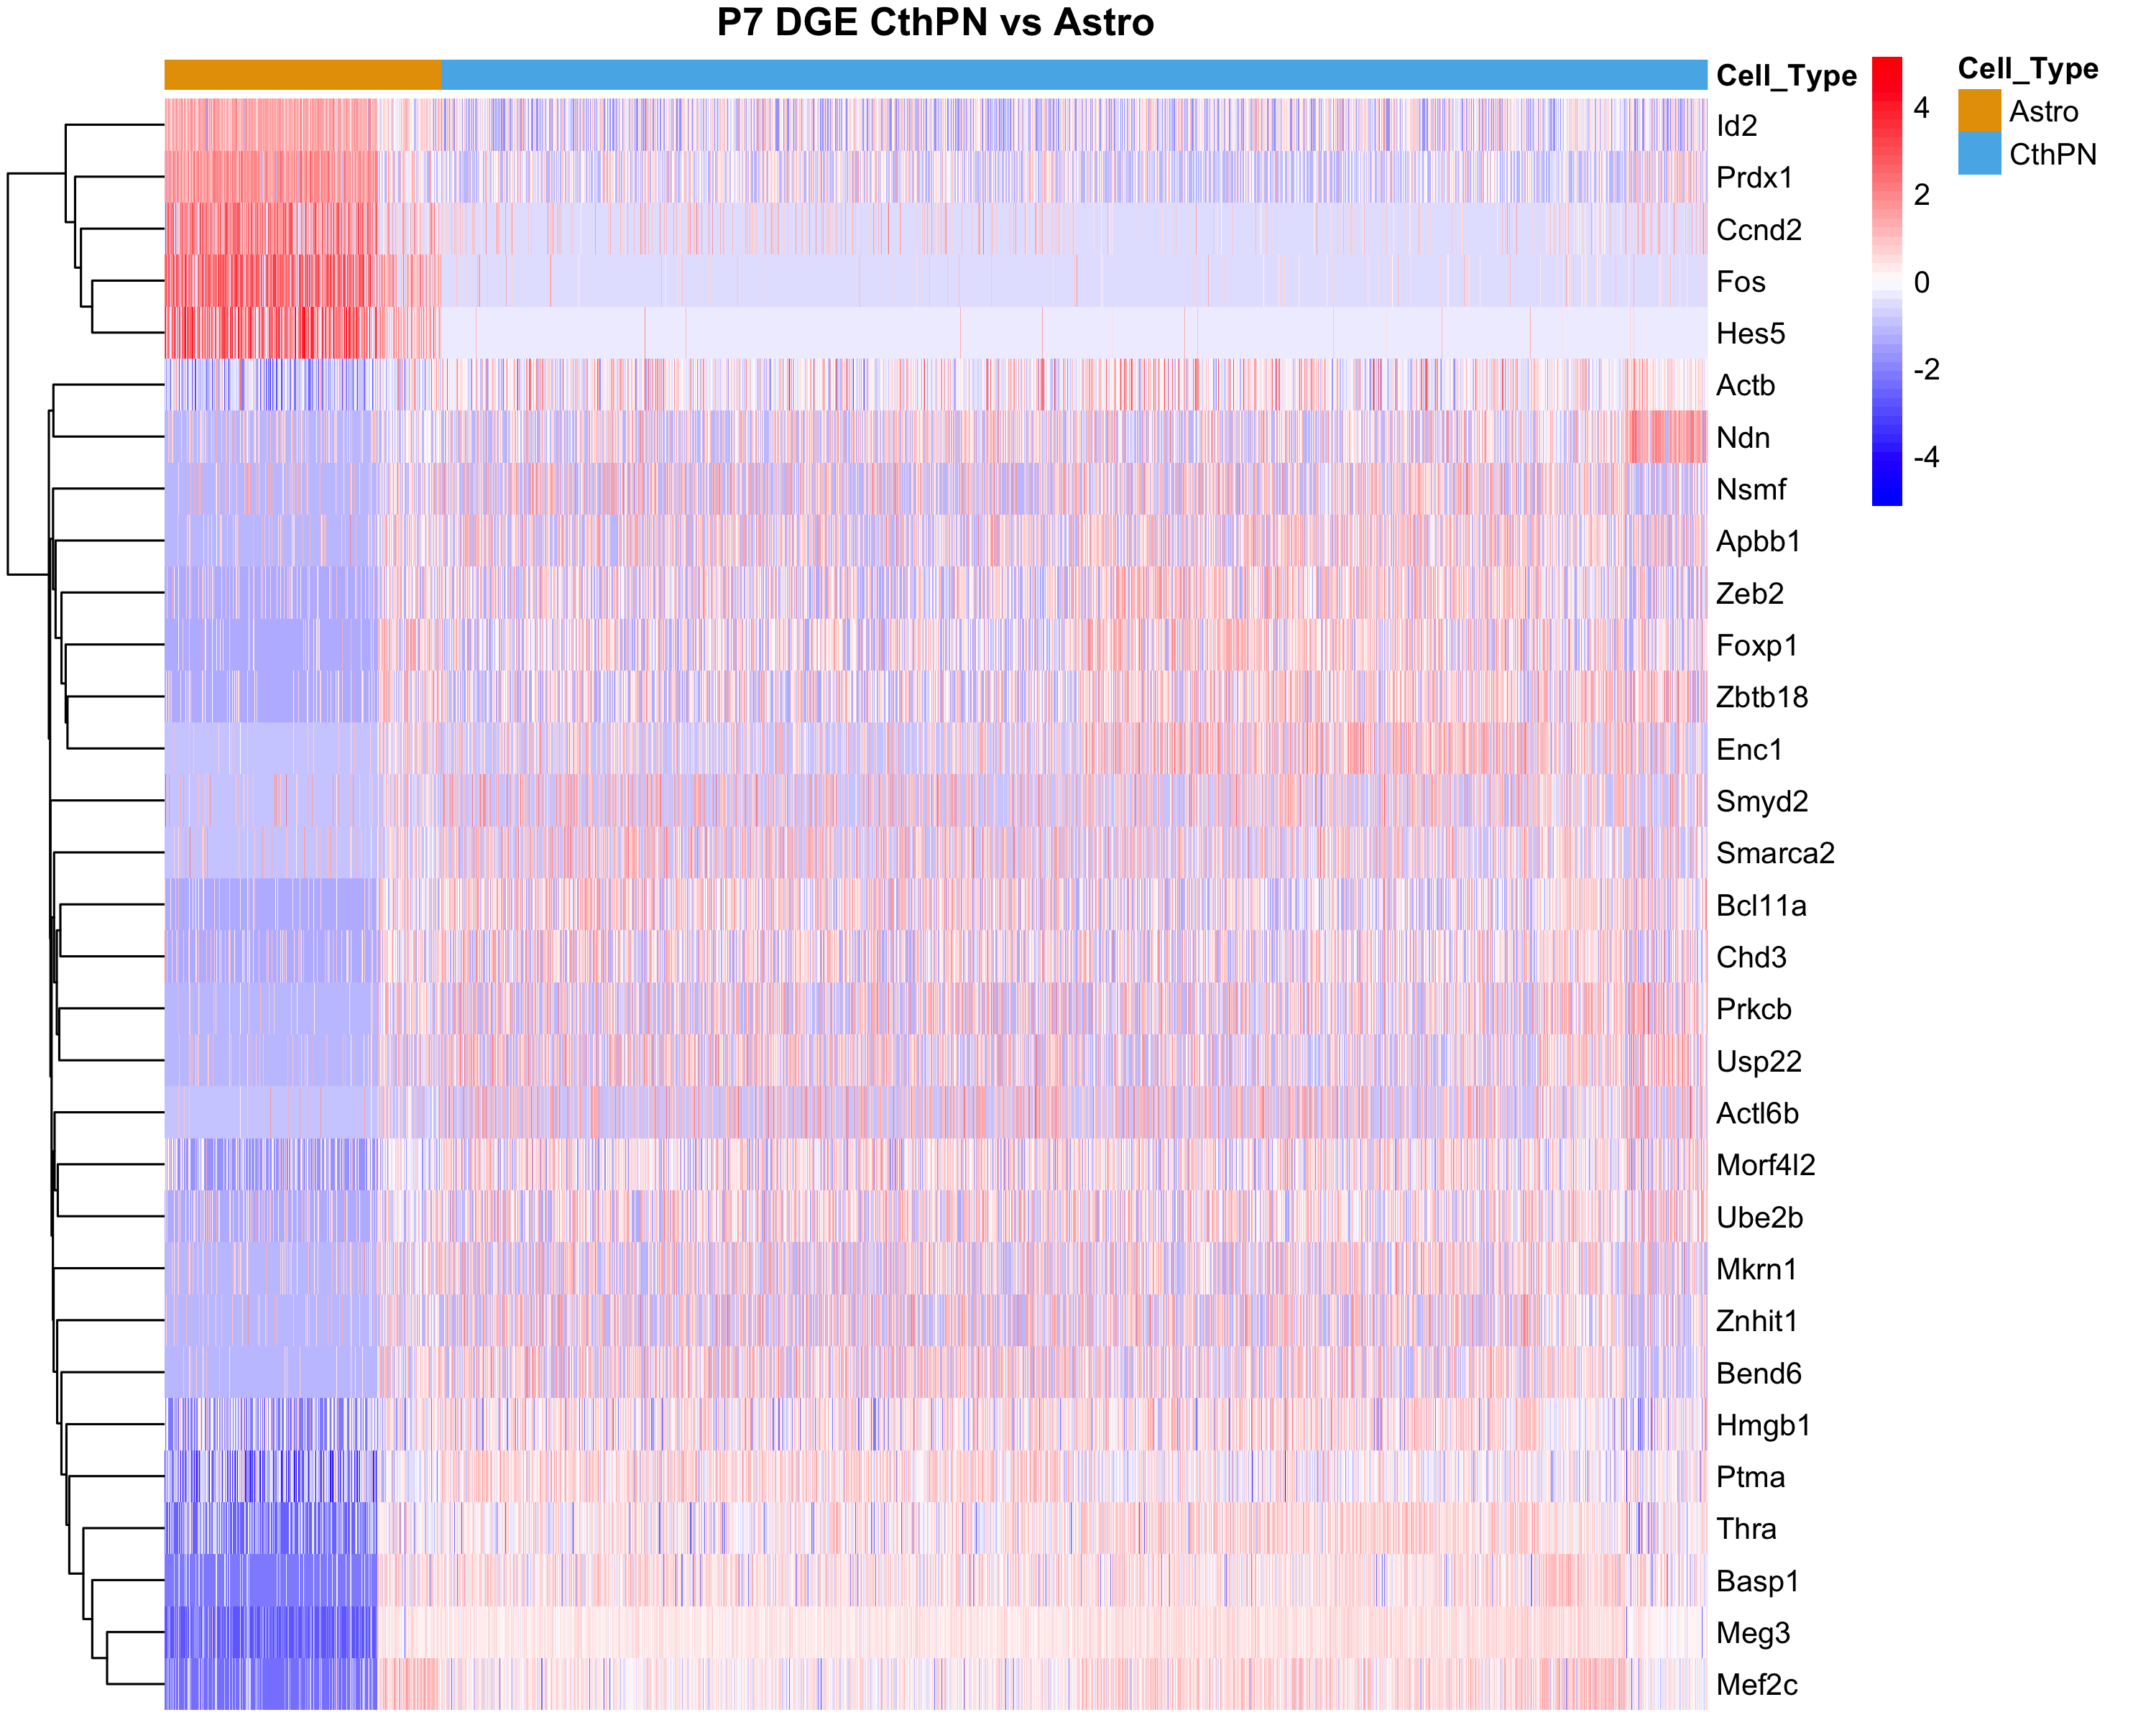 P7 DGE CthPN vs Astro
Cell_Type
Id2
Prdx1
Ccnd2
Fos
Hes5
Actb
Ndn
Nsmf
Apbb1
Zeb2
Foxp1
Zbtb18
Enc1
Smyd2
Smarca2
Bcl11a
Chd3
Prkcb
Usp22
Actl6b
Morf4l2
Ube2b
Mkrn1
Znhit1
Bend6
Hmgb1
Ptma
Thra
Basp1
Meg3
Mef2c
4
2
0
-2
-4
Cell_Type
Astro
CthPN